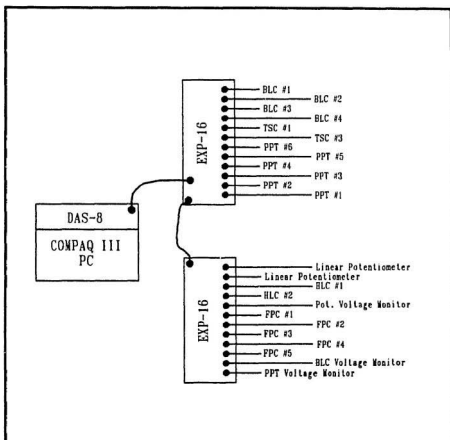 BLC #1
BLC #2
BLC #3
BLC #4
TSC #1
TSC #3
PPT #6
PPT #5
PPT #4
PPT #3
PPT #2
PPT #1
EXP-16
DAS-8
COMPAQ III
PC
EXP-16
Linear Potentiometer
Linear Potentiometer
HLC #1
HLC #2
Pot. Voltage Monitor
FPC #1
FPC #2
FPC #3
FPC #4
FPC #5
BLC Voltage Monitor
PPT Voltage Monitor